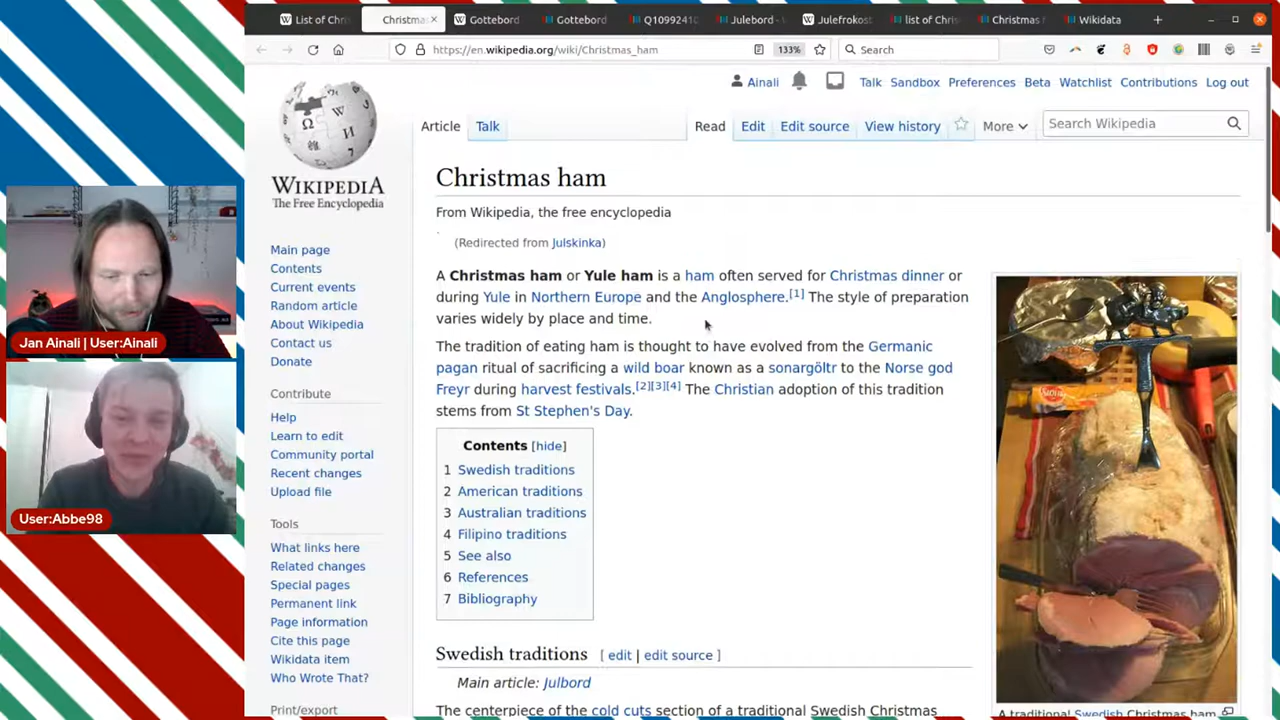 List of Chri
Christmas
Gottebord
Gottebord
Q1099241
Julebord -
Julefrokost
list of Chri
Christmas
Wikidata
https://en.wikipedia.org/wiki/Christmas_ham
133%
Search
Ainali
Talk
Sandbox
Preferences
Beta
Watchlist
Contributions
Log out
Article
Talk
Read
Edit
Edit source
View history
More
Search Wikipedia
WIKIPEDIA
The Free Encyclopedia
Main page
Contents
Current events
Random article
About Wikipedia
Contact us
Donate
Contribute
Help
Learn to edit
Community portal
Recent changes
Upload file
Tools
What links here
Related changes
Special pages
Permanent link
Page information
Cite this page
Wikidata item
Who Wrote That?
Print/export
Christmas ham
From Wikipedia, the free encyclopedia
(Redirected from Julskinka)
A Christmas ham or Yule ham is a ham often served for Christmas dinner or
during Yule in Northern Europe and the Anglosphere.[1] The style of preparation
varies widely by place and time.
The tradition of eating ham is thought to have evolved from the Germanic
pagan ritual of sacrificing a wild boar known as a sonargöltr to the Norse god
Freyr during harvest festivals.[2][3][4] The Christian adoption of this tradition
stems from St Stephen's Day.
Contents [hide]
1 Swedish traditions
2 American traditions
3 Australian traditions
4 Filipino traditions
5 See also
6 References
7 Bibliography
Swedish traditions [ edit | edit source ]
Main article: Julbord
The centerpiece of the cold cuts section of a traditional Swedish Christmas
A traditional Swedish Christmas ham
Jan Ainali | User:Ainali
User:Abbe98